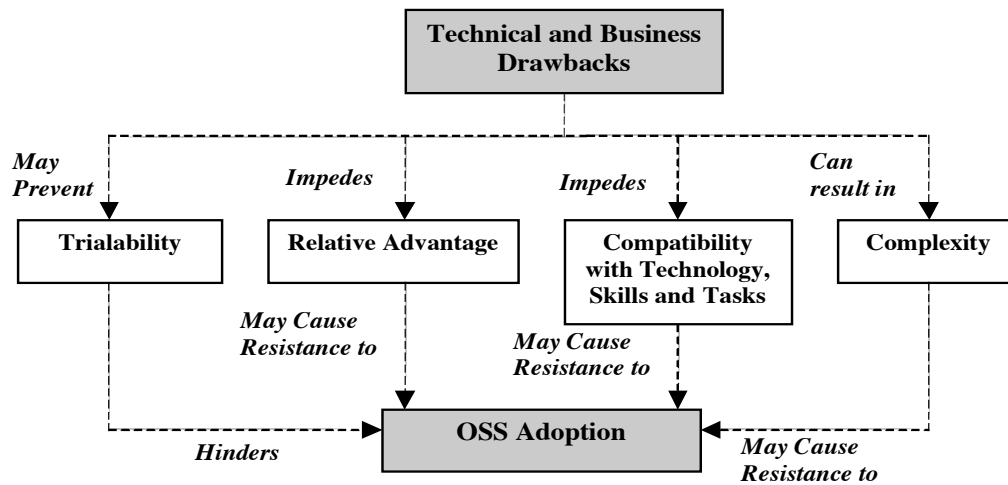 Technical and Business
Drawbacks
May
Prevent
Impedes
Impedes
Can
result in
Trialability
Relative Advantage
Compatibility
with Technology,
Skills and Tasks
Complexity
May Cause
Resistance to
May Cause
Resistance to
OSS Adoption
Hinders
May Cause
Resistance to